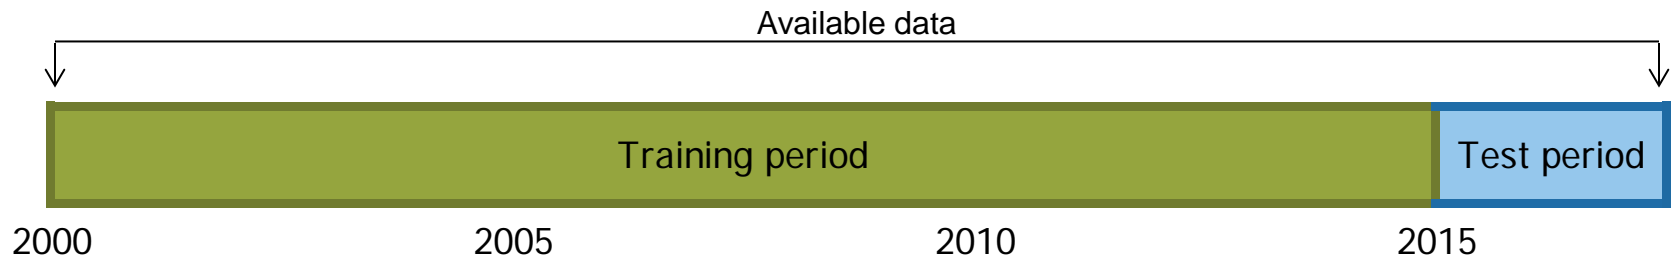 Available data
Training period Test period
2000 2005 2010 2015